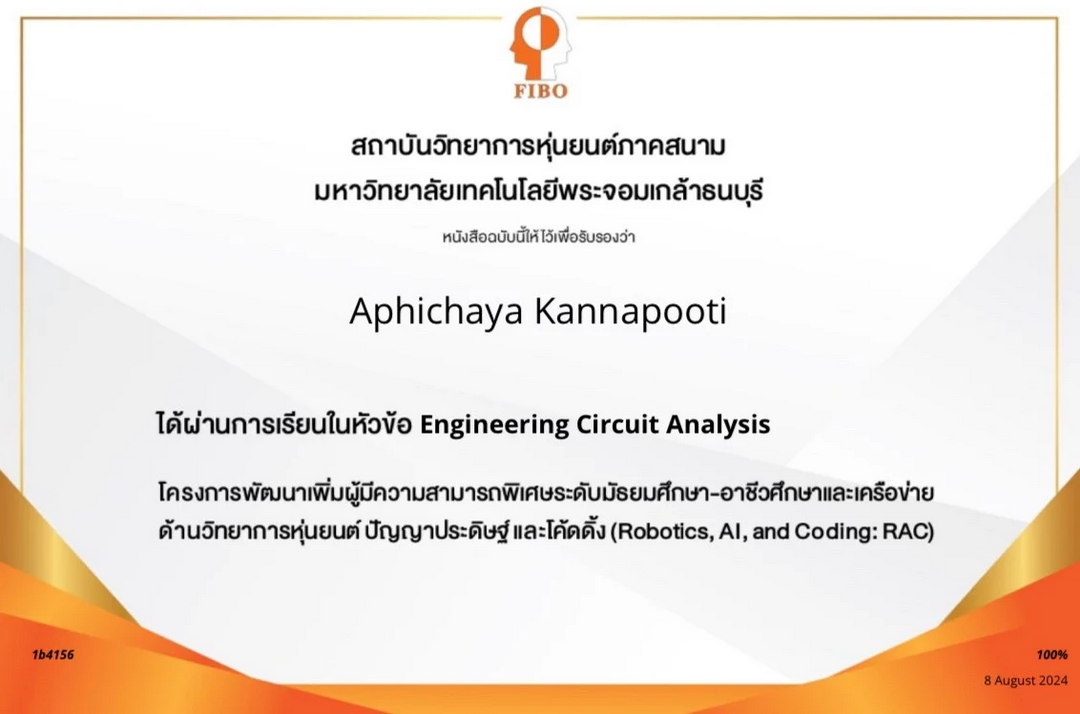 FIBO
สถาบันวิทยาการหุ่นยนต์ภาคสนาม
มหาวิทยาลัยเทคโนโลยีพระจอมเกล้าธนบุรี
หนังสือฉบับนี้ให้ไว้เพื่อรับรองว่า
Aphichaya Kannapooti
ได้ผ่านการเรียนในหัวข้อ Engineering Circuit Analysis
โครงการพัฒนาเพิ่มผู้มีความสามารถพิเศษระดับมัธยมศึกษา-อาชีวศึกษาและเครือข่าย
ด้านวิทยาการหุ่นยนต์ ปัญญาประดิษฐ์ และโค้ดดิ้ง (Robotics, AI, and Coding: RAC)
1b4156
100%
8 August 2024